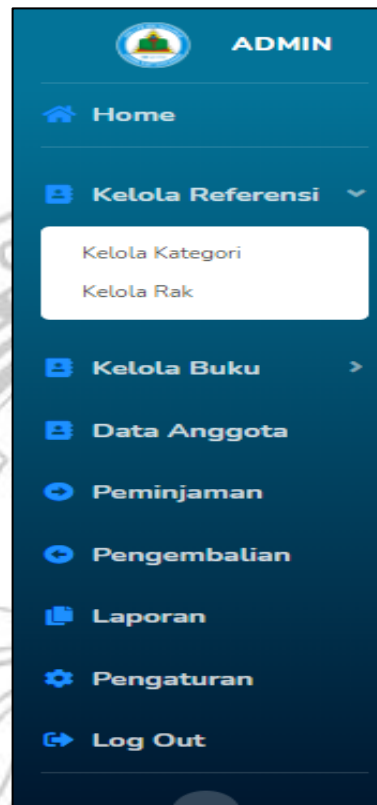 ADMIN
Home
Kelola Referensi
Kelola Kategori
Kelola Rak
Kelola Buku
Data Anggota
Peminjaman
Pengembalian
Laporan
Pengaturan
Log Out